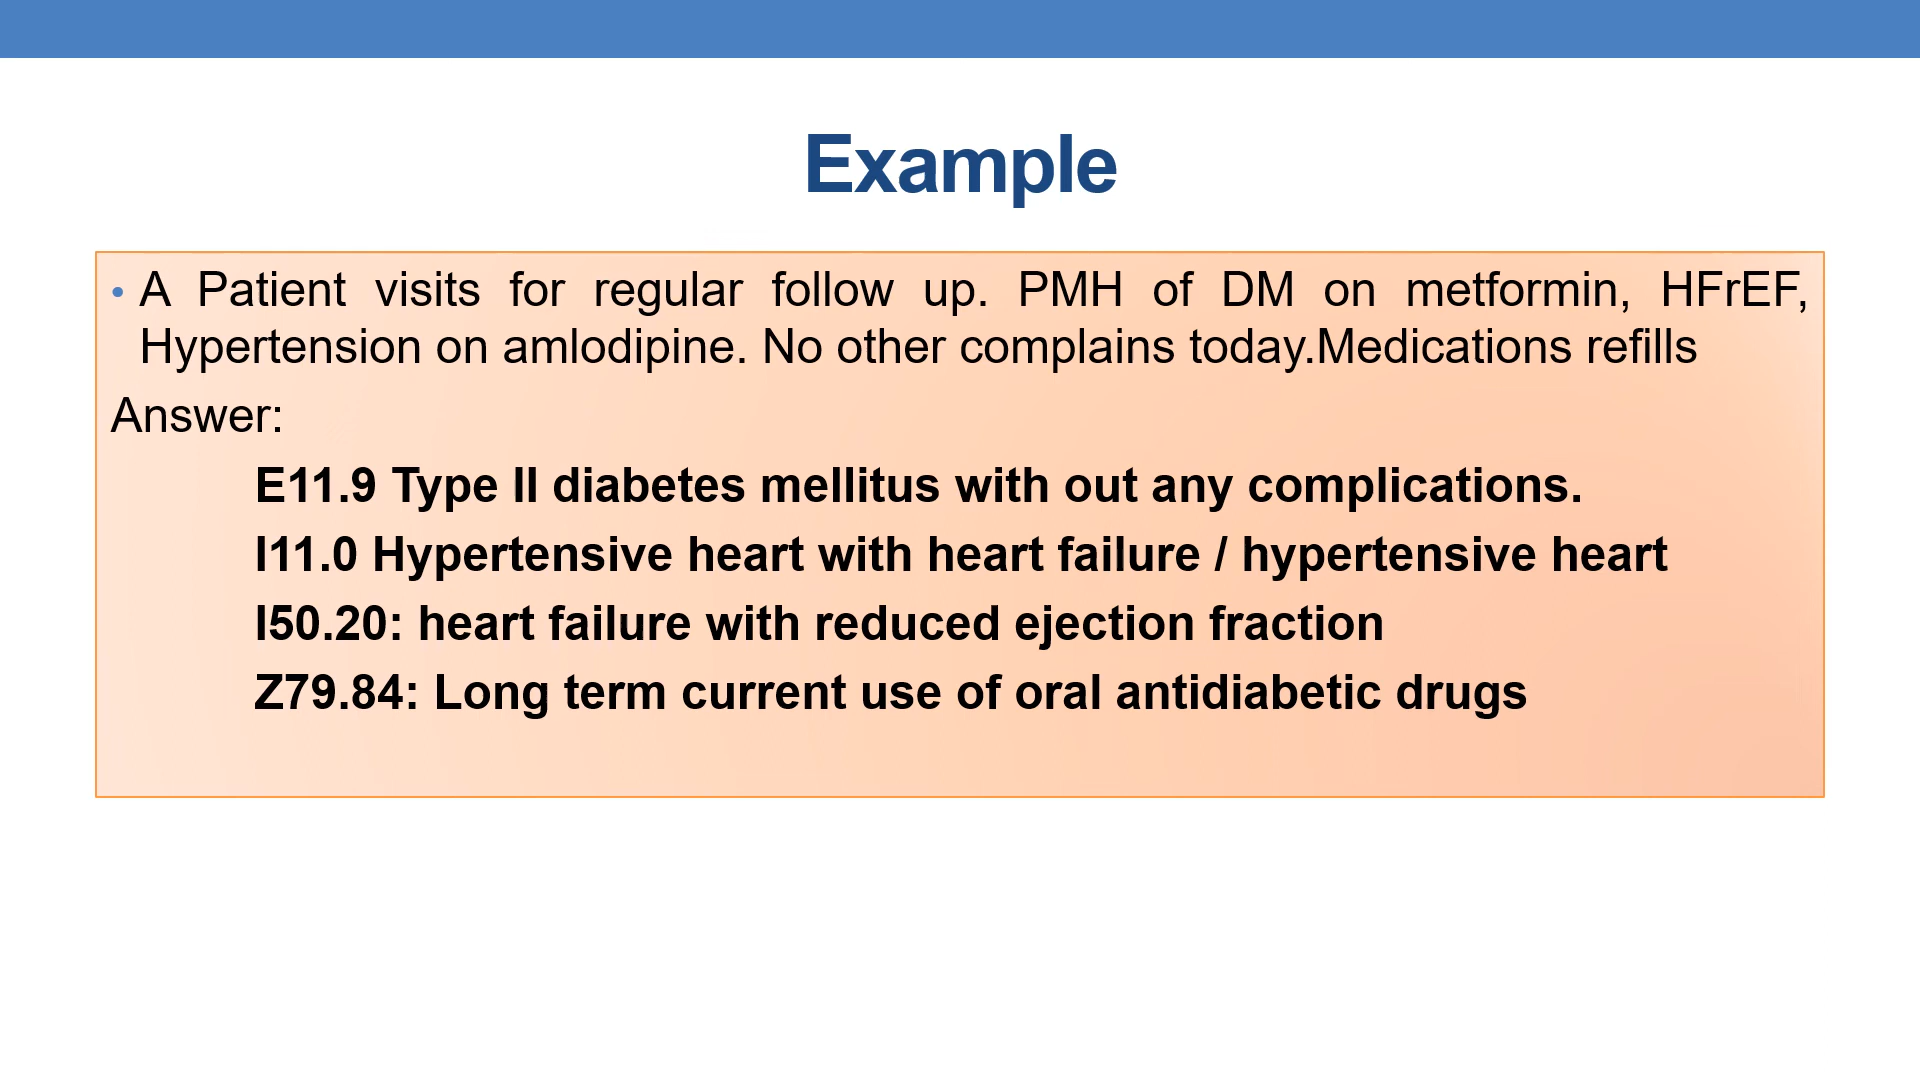 Example
• A Patient visits for regular follow up. PMH of DM on metformin, HFrEF,
Hypertension on amlodipine. No other complains today.Medications refills
Answer:
E11.9 Type II diabetes mellitus with out any complications.
I11.0 Hypertensive heart with heart failure / hypertensive heart
I50.20: heart failure with reduced ejection fraction
Z79.84: Long term current use of oral antidiabetic drugs